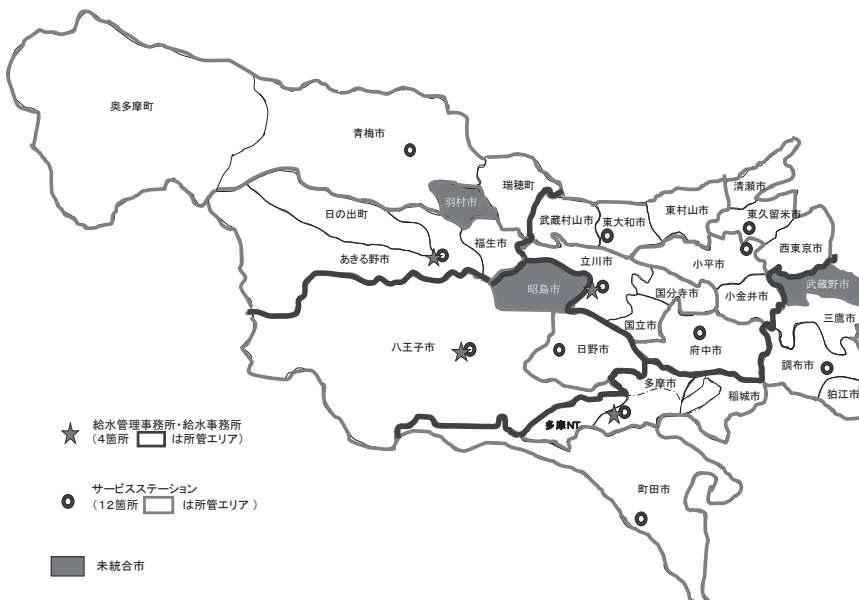 奥多摩町
青梅市
瑞穂町
羽村市
日の出町
あきる野市
福生市
武蔵村山市
東大和市
東村山市
清瀬市
東久留米市
西東京市
立川市
小平市
昭島市
国分寺市
小金井市
武蔵野市
三鷹市
国立市
八王子市
日野市
府中市
調布市
多摩市
稲城市
狛江市
多摩NT
町田市
給水管理事務所・給水事務所
(4箇所 は所管エリア)
サービスステーション
(12箇所 は所管エリア)
未統合市